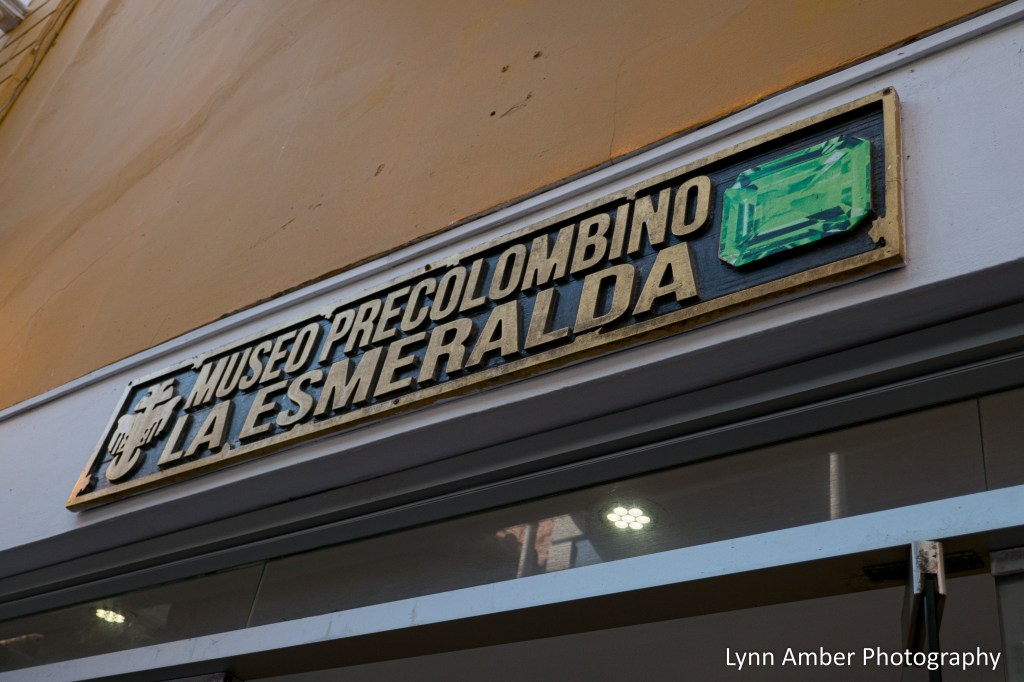 MUSEO PRECOLOMBINO
LA ESMERALDA
Lynn Amber Photography